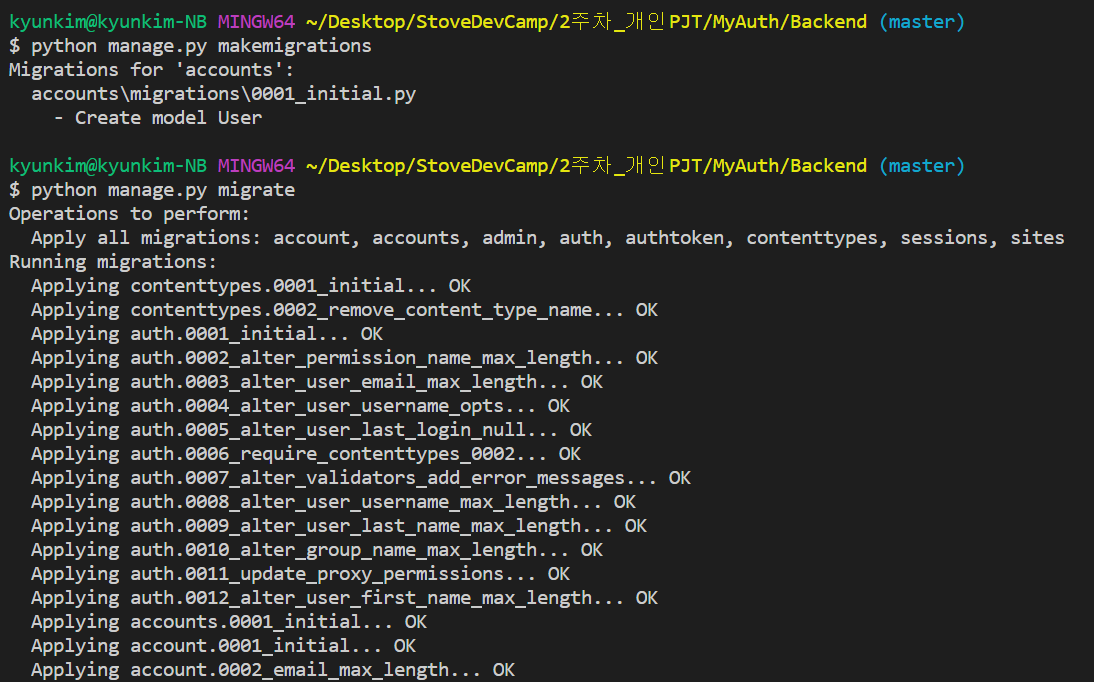 kyunkim@kyunkim-NB MINGW64 ~/Desktop/StoveDevCamp/2주차_개인PJT/MyAuth/Backend (master)
$ python manage.py makemigrations
Migrations for 'accounts':
  accounts\migrations\0001_initial.py
    - Create model User

kyunkim@kyunkim-NB MINGW64 ~/Desktop/StoveDevCamp/2주차_개인PJT/MyAuth/Backend (master)
$ python manage.py migrate
Operations to perform:
  Apply all migrations: account, accounts, admin, auth, authtoken, contenttypes, sessions, sites
Running migrations:
  Applying contenttypes.0001_initial... OK
  Applying contenttypes.0002_remove_content_type_name... OK
  Applying auth.0001_initial... OK
  Applying auth.0002_alter_permission_name_max_length... OK
  Applying auth.0003_alter_user_email_max_length... OK
  Applying auth.0004_alter_user_username_opts... OK
  Applying auth.0005_alter_user_last_login_null... OK
  Applying auth.0006_require_contenttypes_0002... OK
  Applying auth.0007_alter_validators_add_error_messages... OK
  Applying auth.0008_alter_user_username_max_length... OK
  Applying auth.0009_alter_user_last_name_max_length... OK
  Applying auth.0010_alter_group_name_max_length... OK
  Applying auth.0011_update_proxy_permissions... OK
  Applying auth.0012_alter_user_first_name_max_length... OK
  Applying accounts.0001_initial... OK
  Applying account.0001_initial... OK
  Applying account.0002_email_max_length... OK